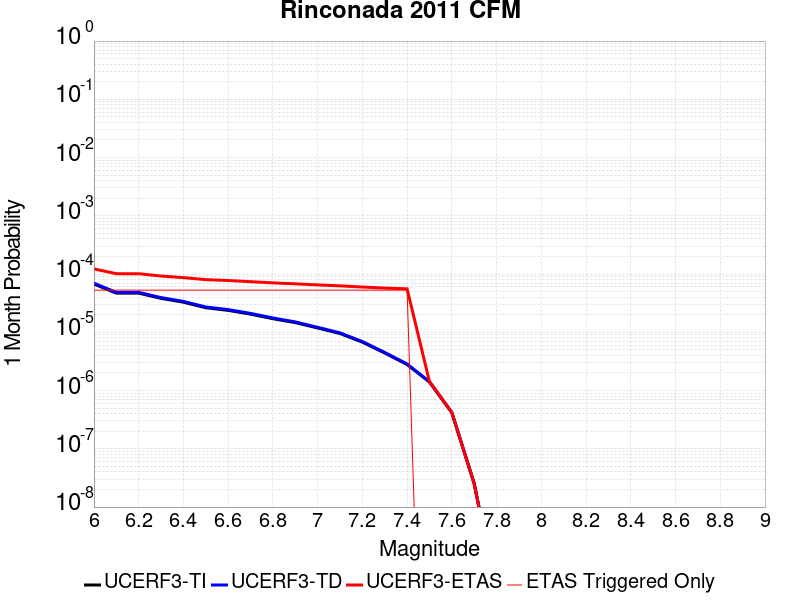 Rinconada 2011 CFM
10^0
10^-1
10^-2
10^-3
10^-4
10^-5
10^-6
10^-7
10^-8
1 Month Probability
6 6.2 6.4 6.6 6.8 7 7.2 7.4 7.6 7.8 8 8.2 8.4 8.6 8.8 9
Magnitude
UCERF3-TI UCERF3-TD UCERF3-ETAS ETAS Triggered Only